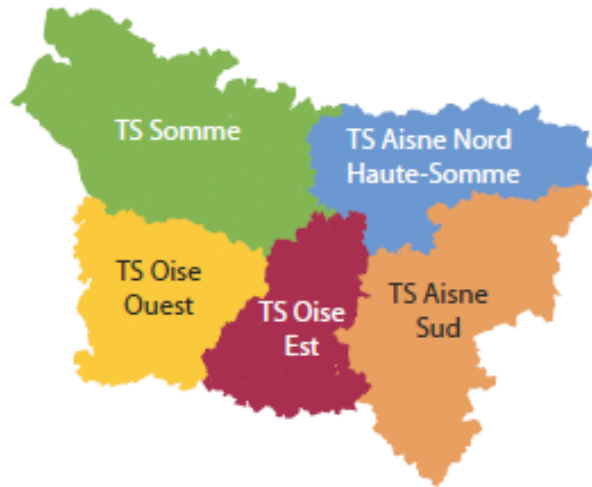 TS Somme
TS Aisne Nord
Haute-Somme
TS Oise
Ouest
TS Oise
Est
TS Aisne
Sud